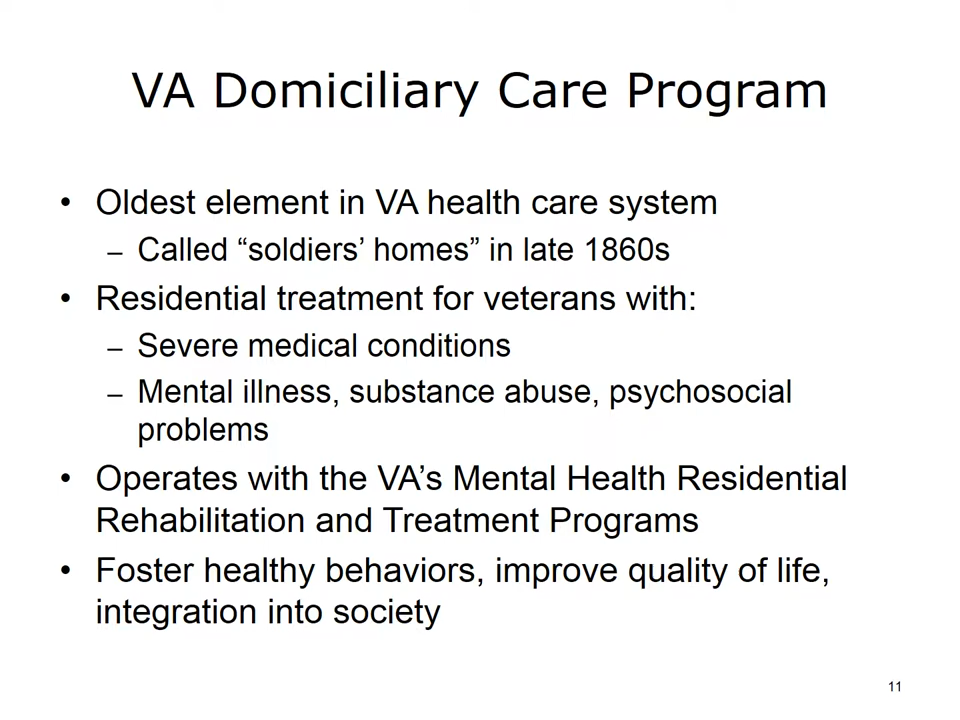 VA Domiciliary Care Program
• Oldest element in VA health care system
– Called “soldiers’ homes” in late 1860s
• Residential treatment for veterans with:
– Severe medical conditions
– Mental illness, substance abuse, psychosocial
problems
• Operates with the VA’s Mental Health Residential
Rehabilitation and Treatment Programs
• Foster healthy behaviors, improve quality of life,
integration into society
11